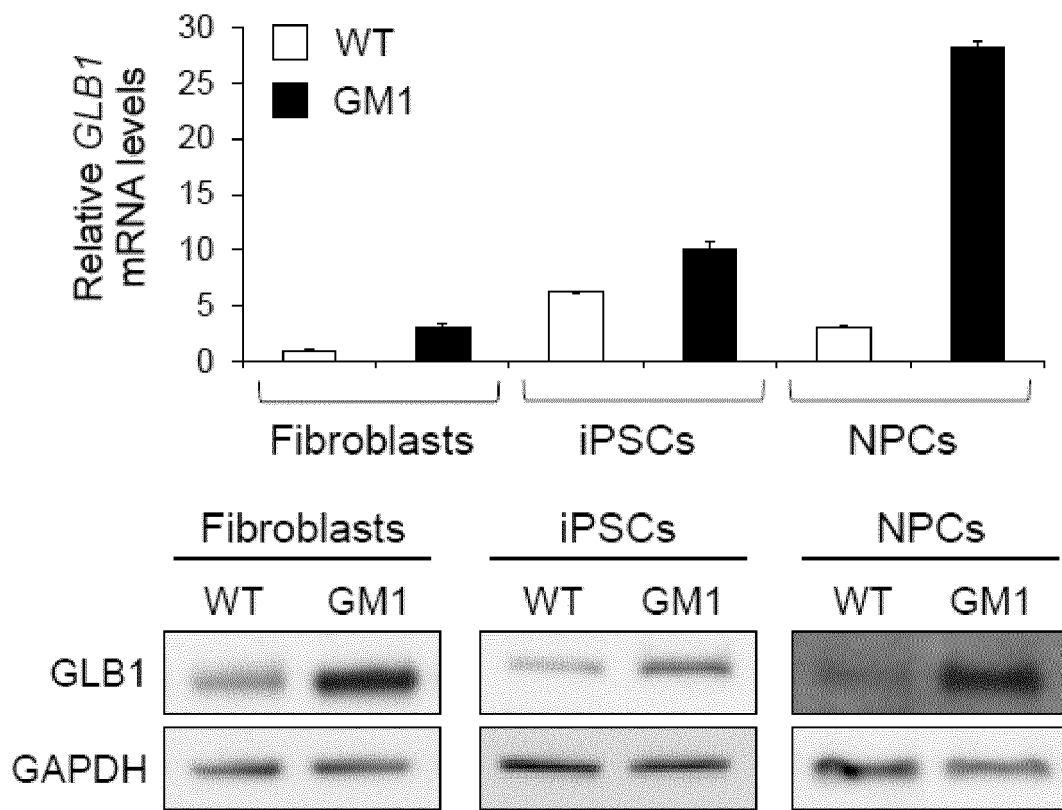 Relative GLB1
mRNA levels
30
25
20
15
10
5
0
WT
GM1
Fibroblasts iPSCs NPCs
Fibroblasts iPSCs NPCs
WT GM1 WT GM1 WT GM1
GLB1
GAPDH